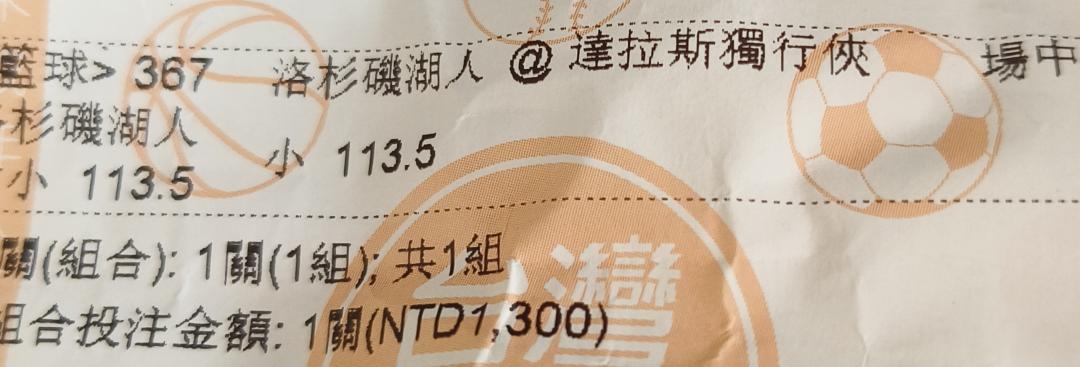 籃球> 367 洛杉磯湖人 @ 達拉斯獨行俠 場中
杉磯湖人
小 113.5 小 113.5
關(組合): 1關(1組); 共1組
組合投注金額: 1關(NTD1,300)
台灣